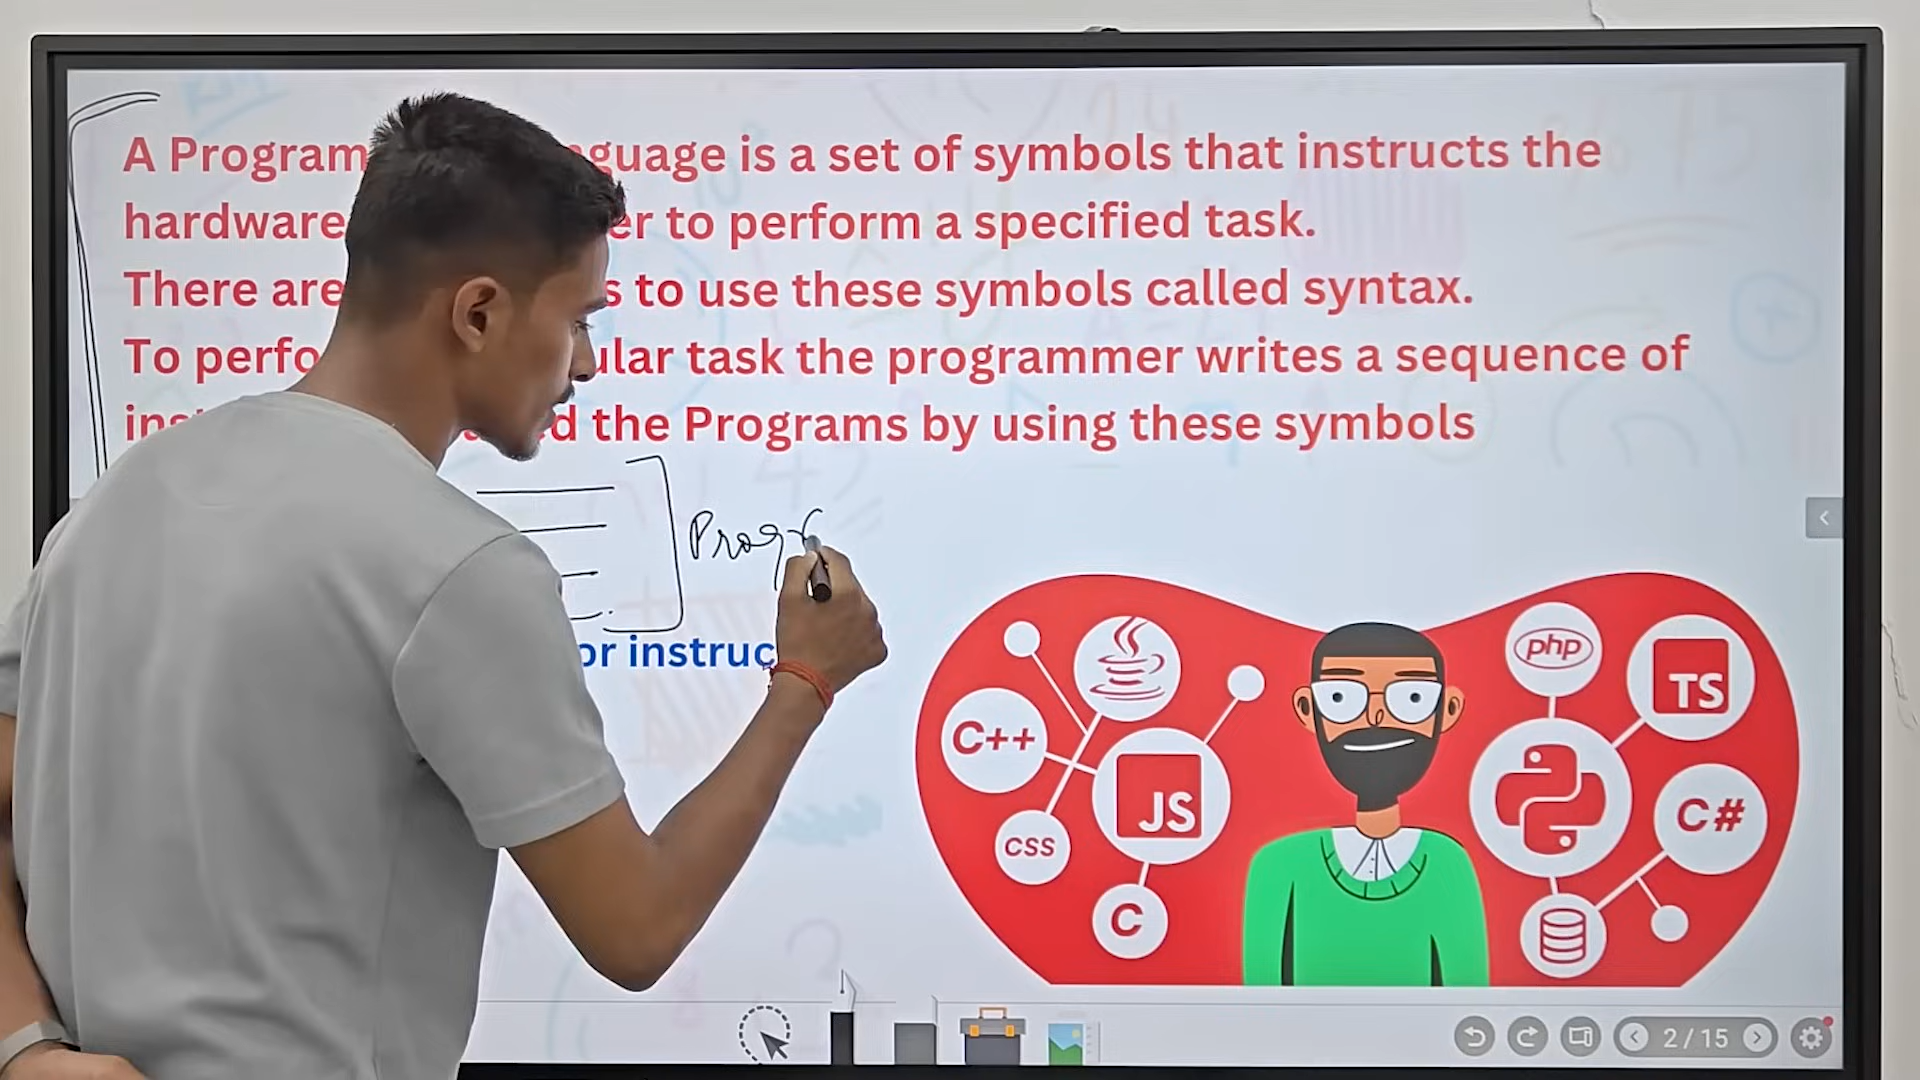 A Program guage is a set of symbols that instructs the
hardware er to perform a specified task.
There are s to use these symbols called syntax.
To perfo ular task the programmer writes a sequence of
ins d the Programs by using these symbols
Progr
or instruc
php
TS
C++
JS
C#
CSS
C
2/15